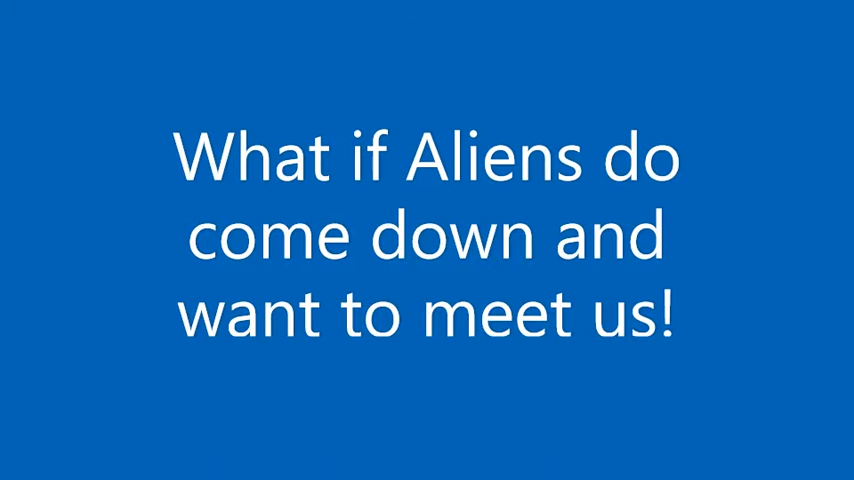 What if Aliens do
come down and
want to meet us!